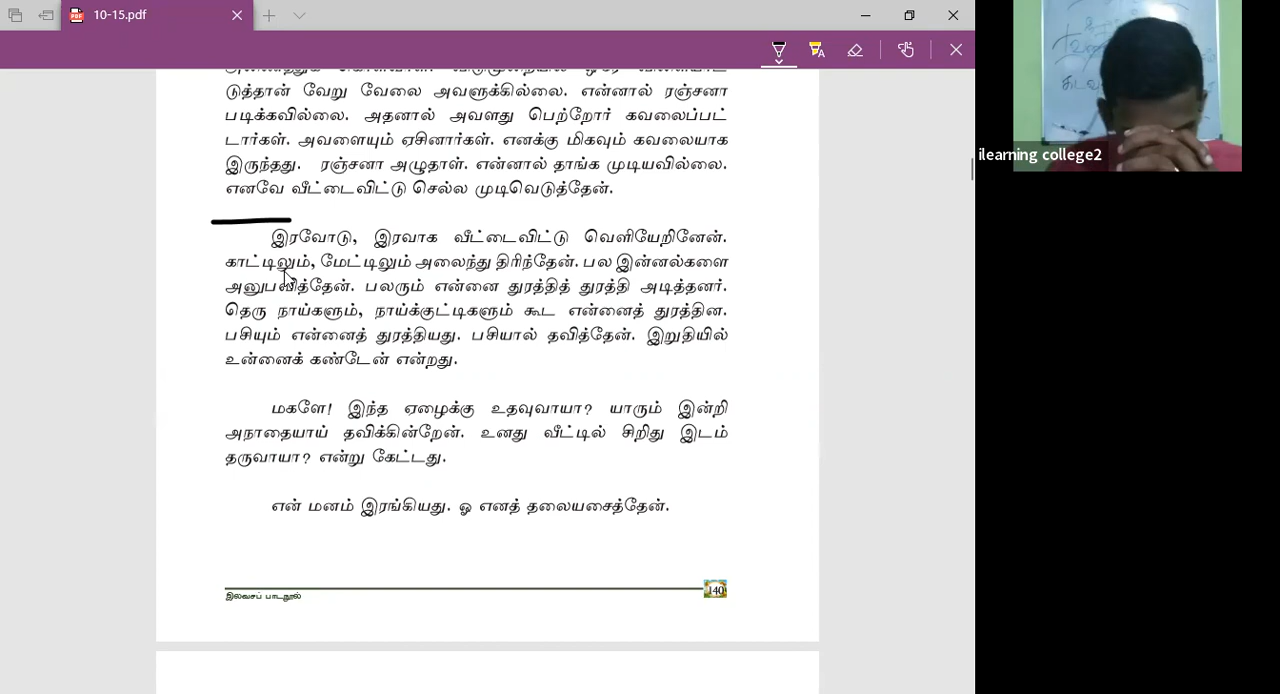 10-15.pdf
டுத்தான் வேறு வேலை அவளுக்கில்லை. என்னால் ரஞ்சனா
படிக்கவில்லை. அதனால் அவளது பெற்றோர் கவலைப்பட்
டார்கள். அவளையும் ஏசினார்கள். எனக்கு மிகவும் கவலையாக
இருந்தது. ரஞ்சனா அழுதாள். என்னால் தாங்க முடியவில்லை.
எனவே வீட்டைவிட்டு செல்ல முடிவெடுத்தேன்.
இரவோடு, இரவாக வீட்டைவிட்டு வெளியேறினேன்.
காட்டிலும், மேட்டிலும் அலைந்து திரிந்தேன். பல இன்னல்களை
அனுபவித்தேன். பலரும் என்னை துரத்தித் துரத்தி அடித்தனர்.
தெரு நாய்களும், நாய்க்குட்டிகளும் கூட என்னைத் துரத்தின.
பசியும் என்னைத் துரத்தியது. பசியால் தவித்தேன். இறுதியில்
உன்னைக் கண்டேன் என்றது.
மகளே! இந்த ஏழைக்கு உதவுவாயா? யாரும் இன்றி
அநாதையாய் தவிக்கின்றேன். உனது வீட்டில் சிறிது இடம்
தருவாயா? என்று கேட்டது.
என் மனம் இரங்கியது. ஓ எனத் தலையசைத்தேன்.
இலவசப் பாடநூல்
140
ilearning college2